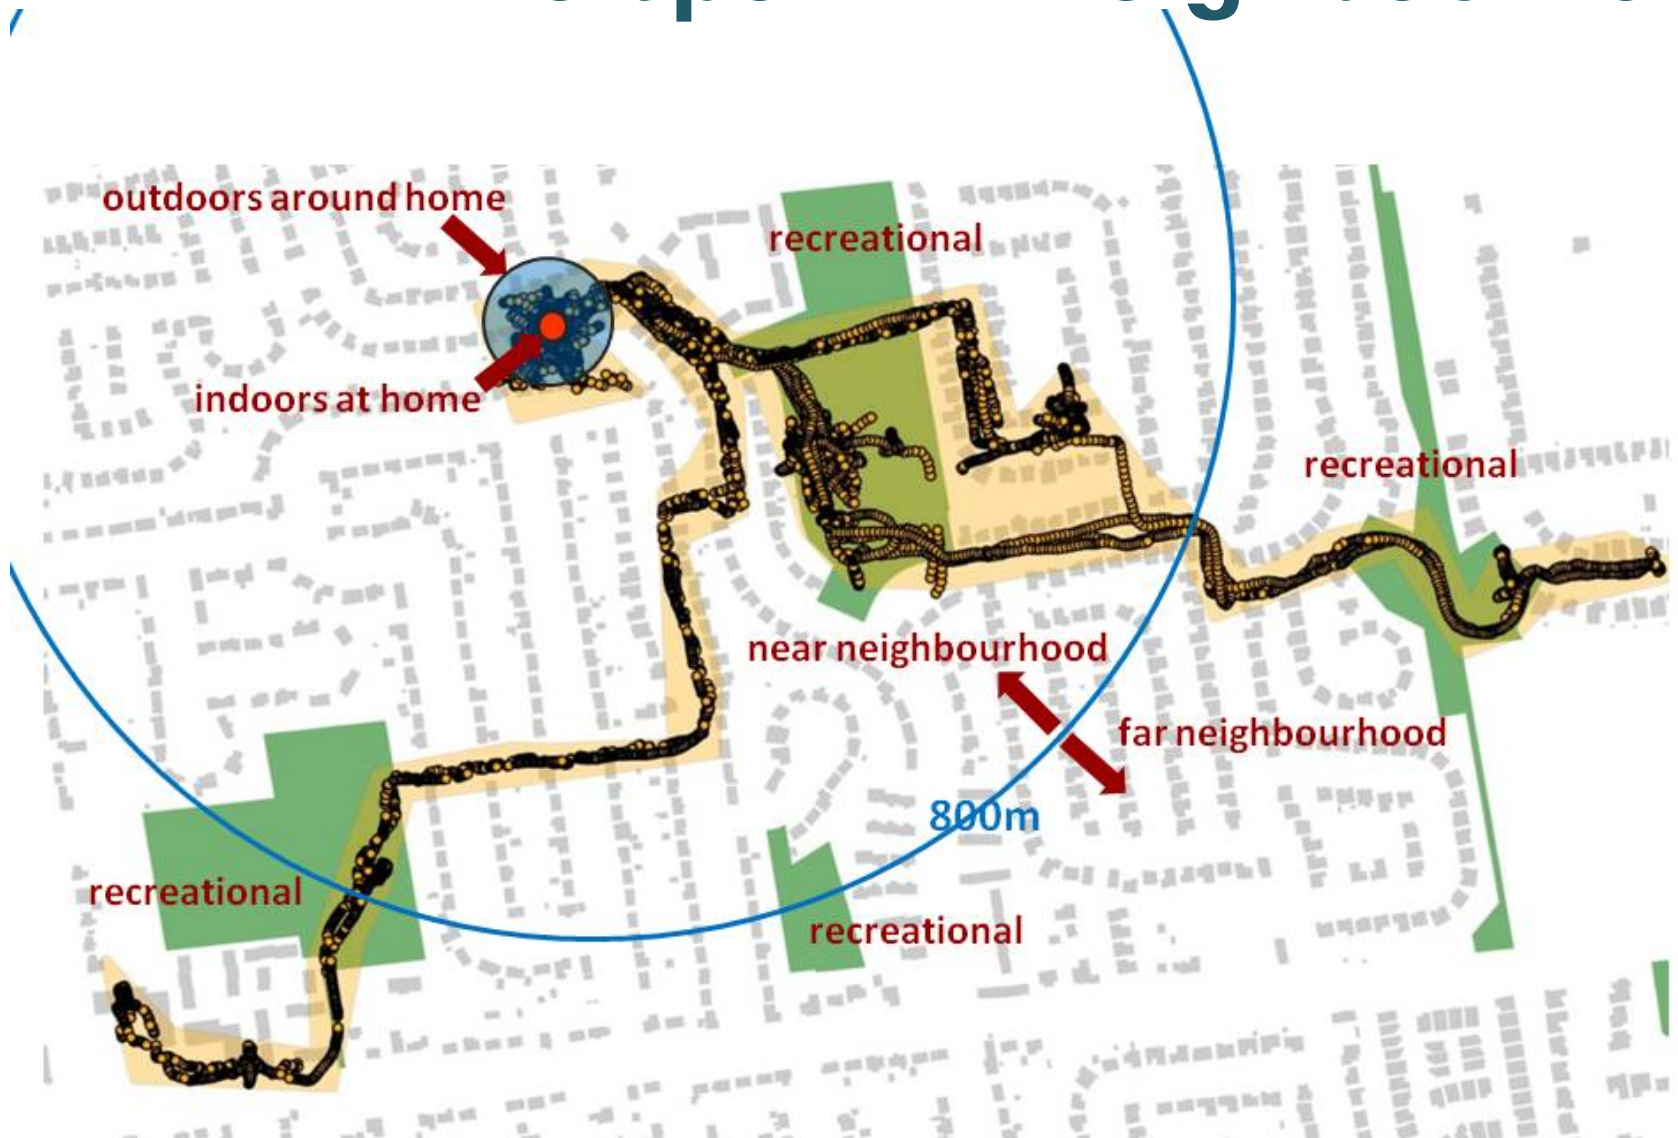 outdoors around home
recreational
indoors at home
recreational
near neighbourhood
far neighbourhood
800m
recreational
recreational